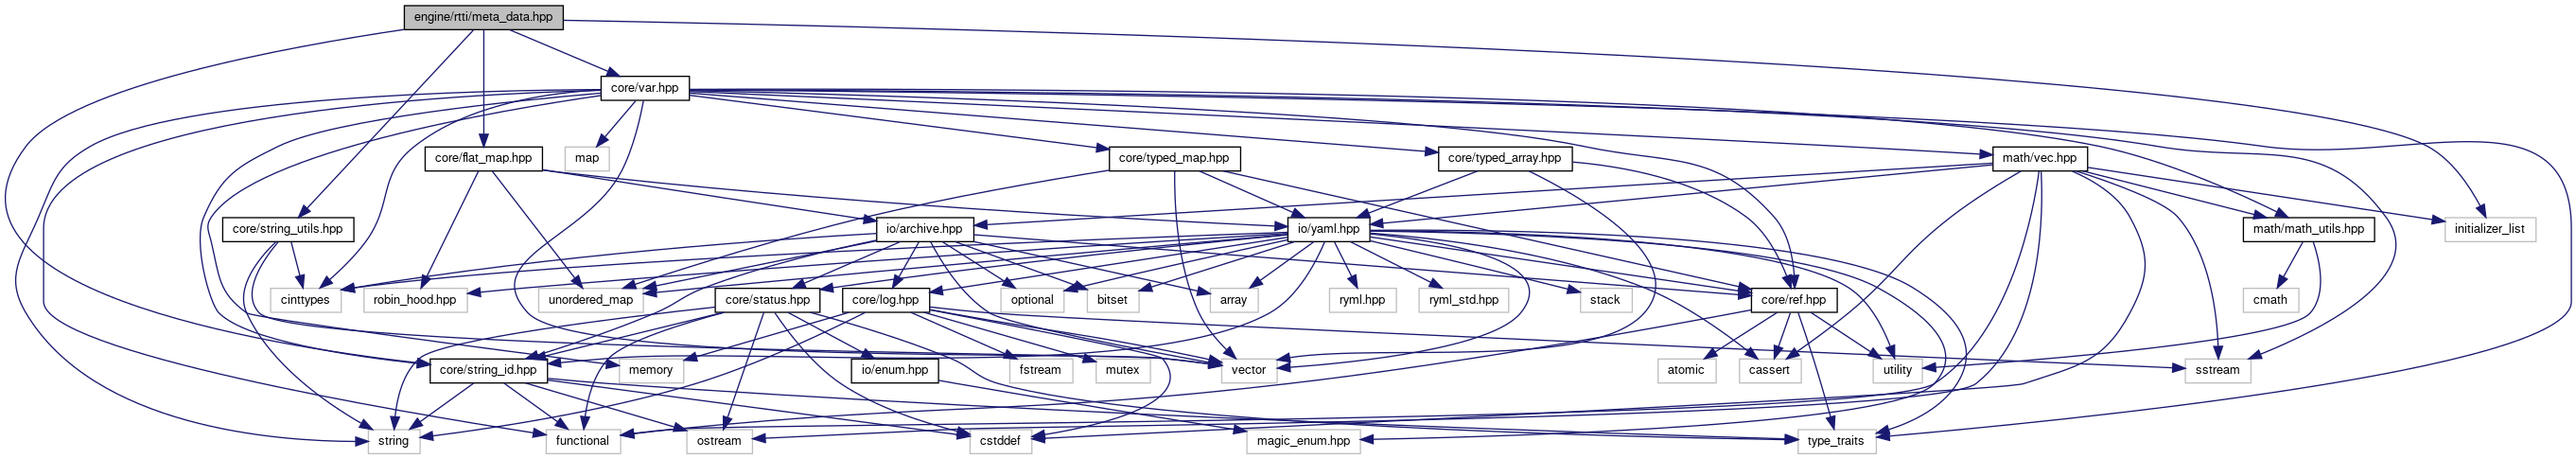 engine/rtti/meta_data.hpp
core/var.hpp
core/flat_map.hpp
map
core/typed_map.hpp
core/typed_array.hpp
math/vec.hpp
core/string_utils.hpp
io/archive.hpp
io/yaml.hpp
math/math_utils.hpp
initializer_list
cinttypes
robin_hood.hpp
unordered_map
core/status.hpp
core/log.hpp
optional
bitset
array
ryml.hpp
ryml_std.hpp
stack
core/ref.hpp
cmath
core/string_id.hpp
memory
io/enum.hpp
fstream
mutex
vector
atomic
cassert
utility
sstream
string
functional
ostream
cstddef
magic_enum.hpp
type_traits